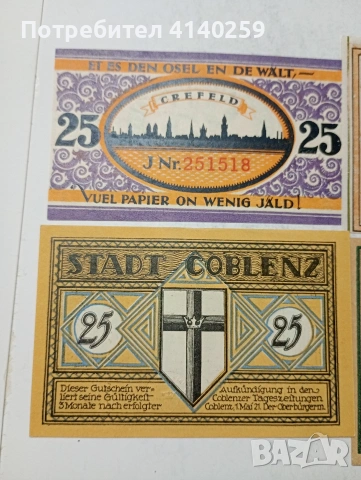 Потребител 4140259
ET ES DEN OSEL EN DE WÄLT,—
CREFELD
25
25
J Nr. 251518
VUEL PAPIER ON WENIG JÄLD!
STADT COBLENZ
25
25
Dieser Gutschein ver-
liert seine Gültigkeit
3 Monate nach erfolgter
Aufkündigung in den
Coblenzer Tageszeitungen
Coblenz, 1. Mai 21. Der Oberbürgerm.
bazar.bg